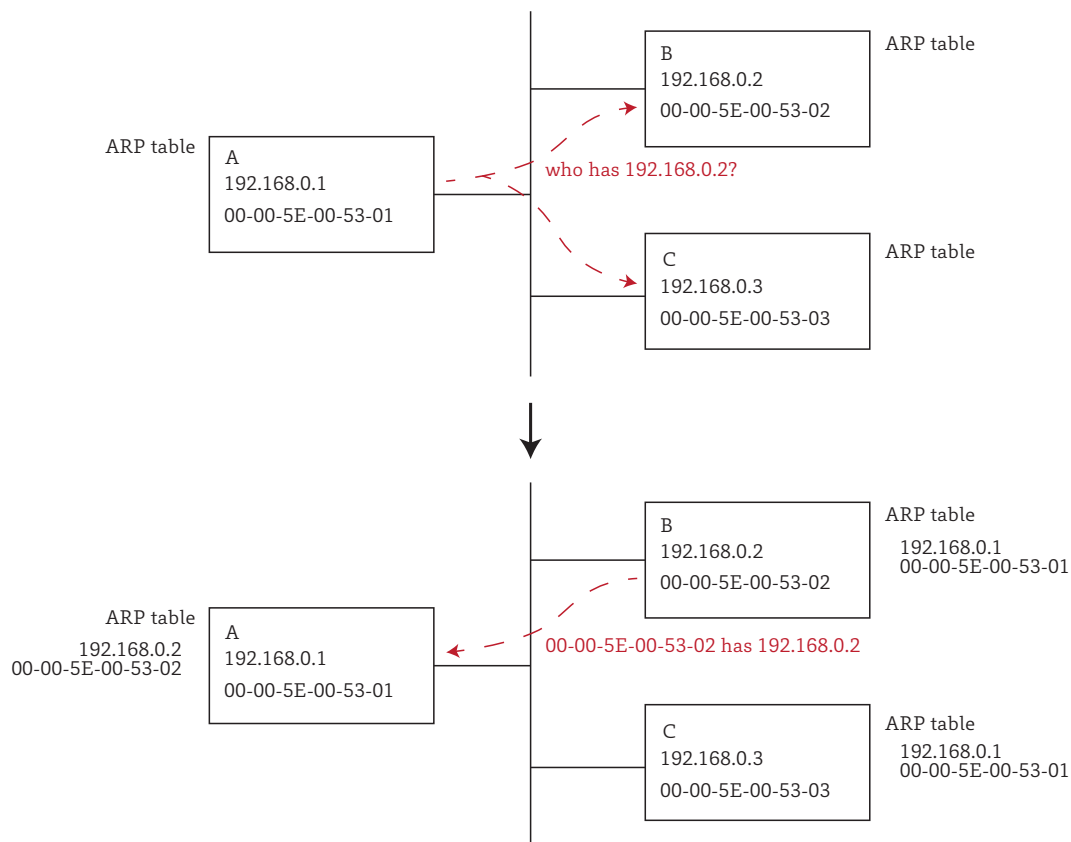 ARP table
B
192.168.0.2
00-00-5E-00-53-02
ARP table
A
192.168.0.1
00-00-5E-00-53-01
who has 192.168.0.2?
C
192.168.0.3
00-00-5E-00-53-03
ARP table
B
192.168.0.2
00-00-5E-00-53-02
ARP table
192.168.0.1
00-00-5E-00-53-01
ARP table
192.168.0.2
00-00-5E-00-53-02
A
192.168.0.1
00-00-5E-00-53-01
00-00-5E-00-53-02 has 192.168.0.2
C
192.168.0.3
00-00-5E-00-53-03
ARP table
192.168.0.1
00-00-5E-00-53-01